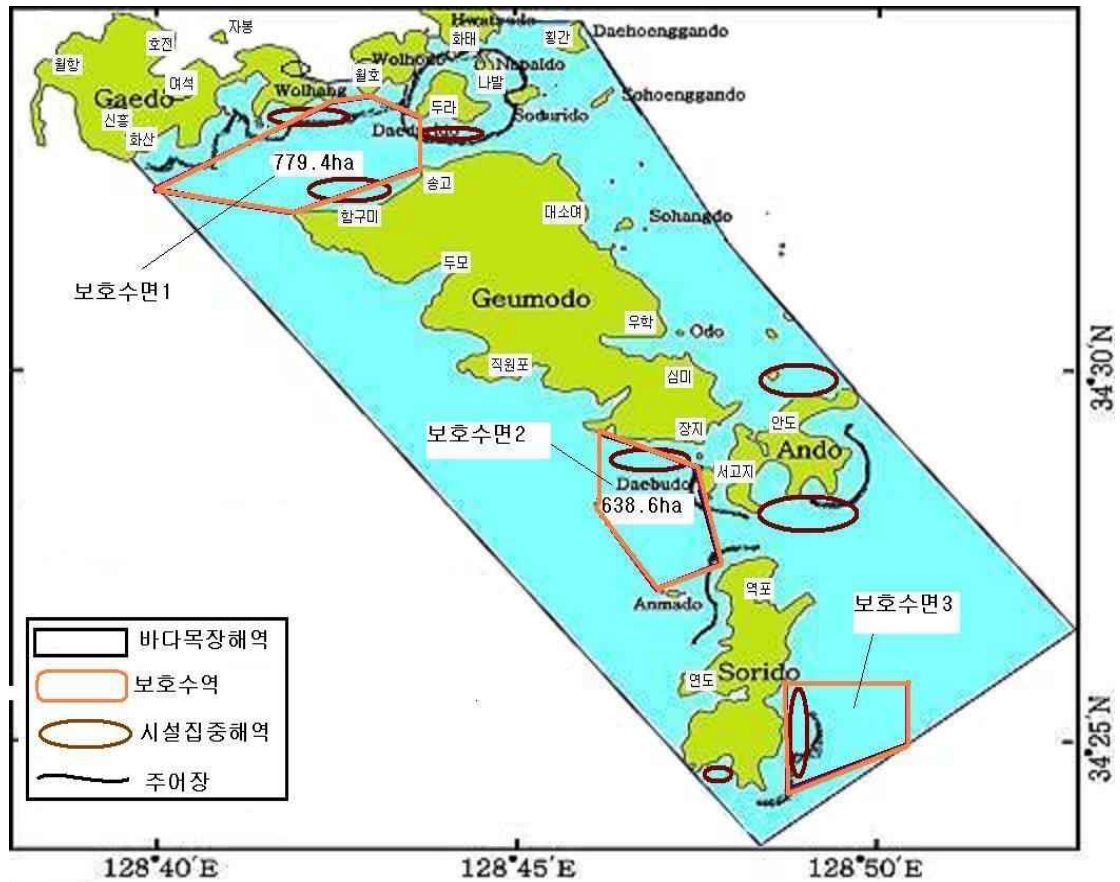 Hwataedo
자봉
호전
화태
횡간
Daehoenggando
월항
여석
Wolhodo
월호
Napaldo
나발
Gaedo
Wolhang
두라
Sohoenggando
Sodurido
신흥
화산
Daedurido
779.4ha
송고
함구미
대소여
Sohangdo
보호수면1
두모
Geumodo
우학
Odo
직원포
심미
34°30'N
보호수면2
장지
안도
Ando
서고지
Daebudo
638.6ha
역포
보호수면3
Anmado
바다목장해역
보호수역
시설집중해역
주어장
연도
Sorido
34°25'N
128°40'E
128°45'E
128°50'E